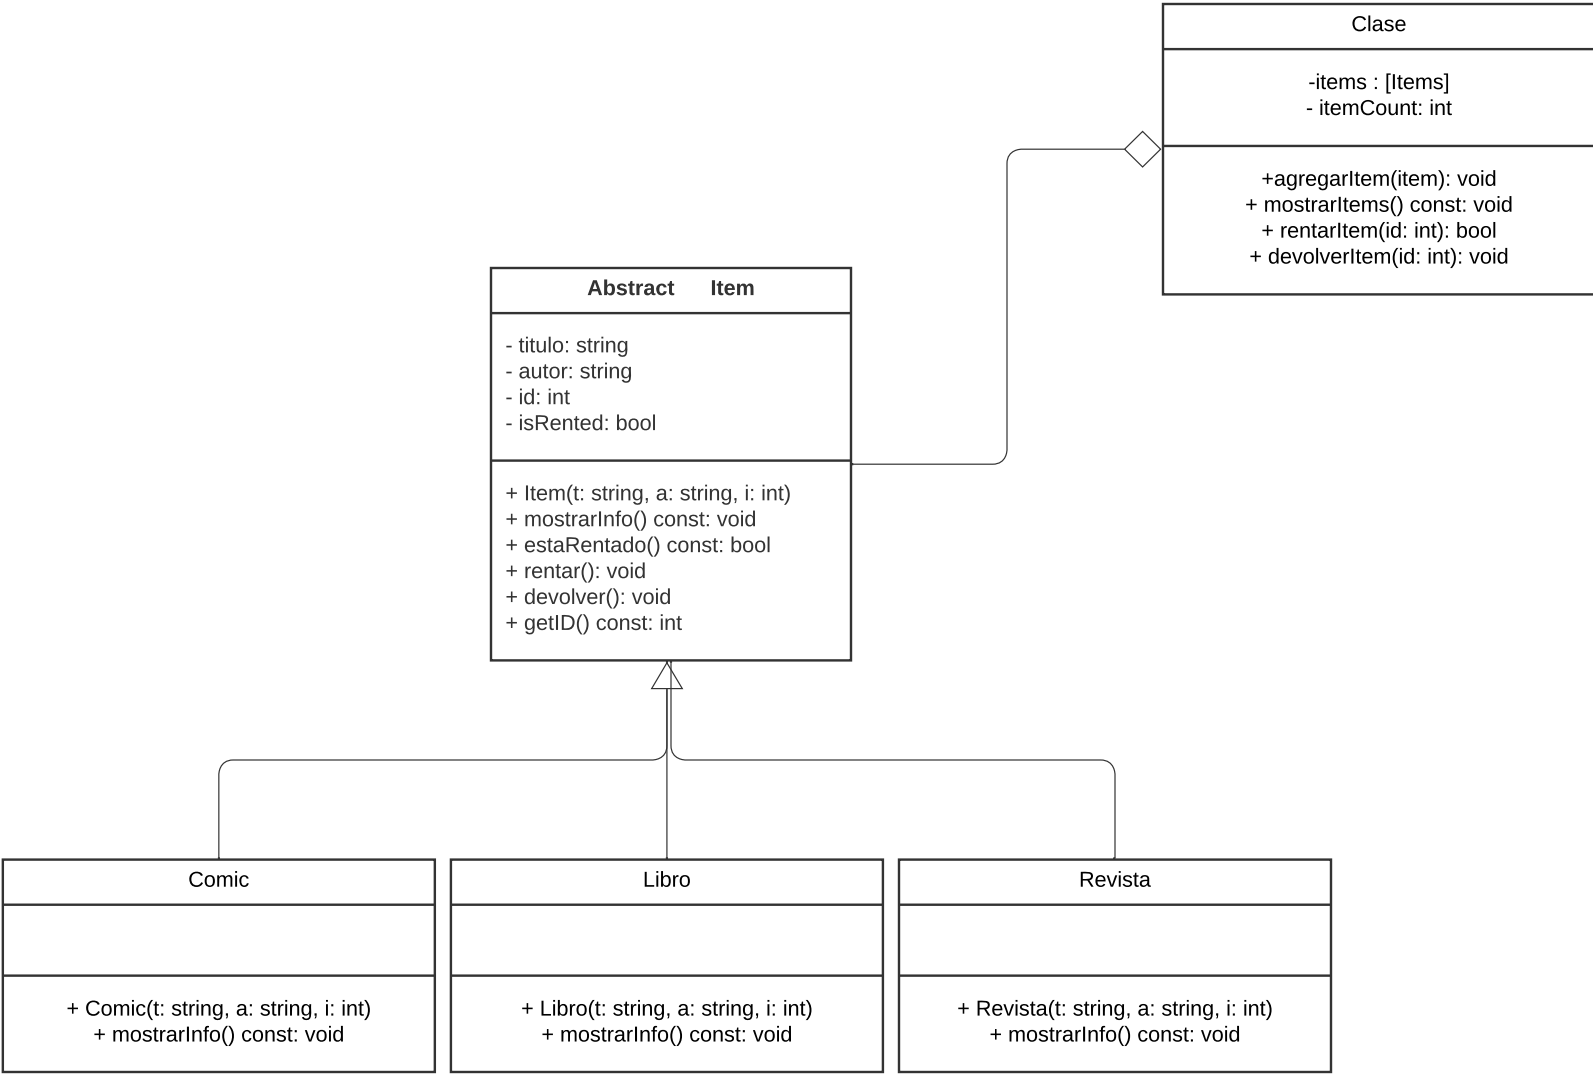 Clase
-items : [Items]
- itemCount: int
+agregarItem(item): void
+ mostrarItems() const: void
+ rentarItem(id: int): bool
+ devolverItem(id: int): void
Abstract Item
- titulo: string
- autor: string
- id: int
- isRented: bool
+ Item(t: string, a: string, i: int)
+ mostrarInfo() const: void
+ estaRentado() const: bool
+ rentar(): void
+ devolver(): void
+ getID() const: int
Comic
+ Comic(t: string, a: string, i: int)
+ mostrarInfo() const: void
Libro
+ Libro(t: string, a: string, i: int)
+ mostrarInfo() const: void
Revista
+ Revista(t: string, a: string, i: int)
+ mostrarInfo() const: void